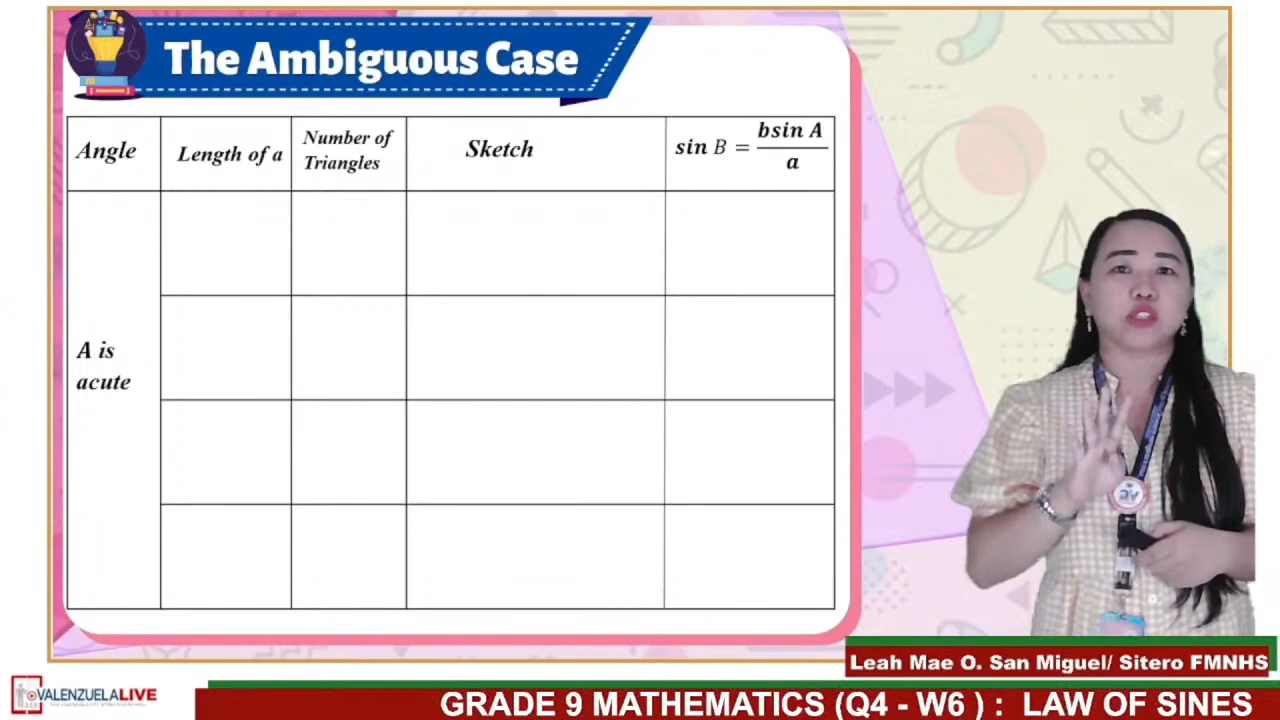 The Ambiguous Case
Angle
Length of a
Number of
Triangles
Sketch
sin B = bsin A / a
A is
acute
Leah Mae O. San Miguel/ Sitero FMNHS
VALENZUELALIVE
GRADE 9 MATHEMATICS (Q4 - W6 ) : LAW OF SINES